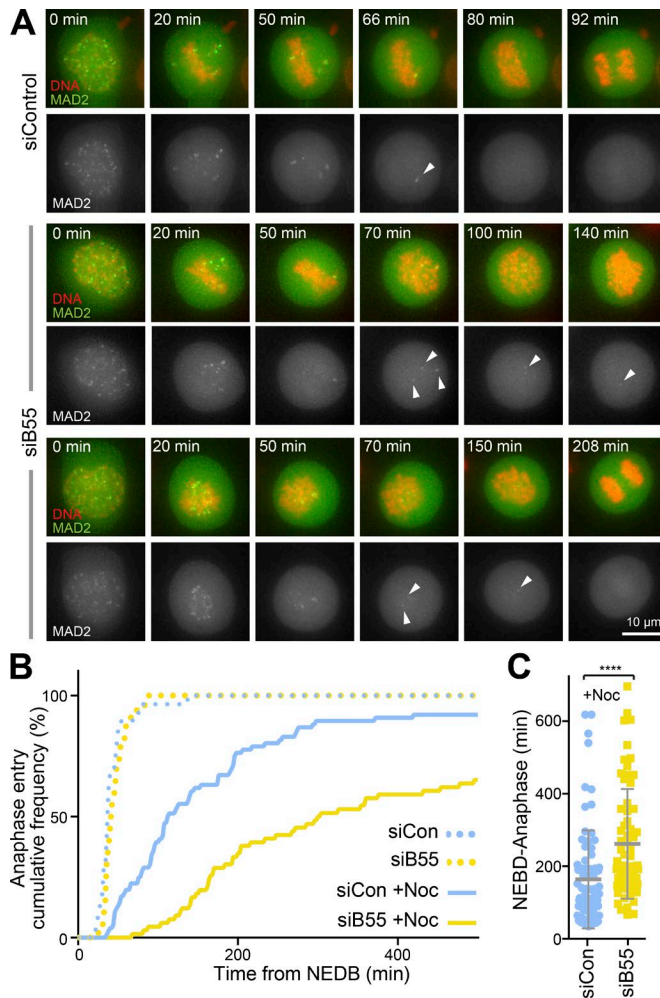 A
siControl
0 min
20 min
50 min
66 min
80 min
92 min
DNA
MAD2
MAD2
siB55
0 min
20 min
50 min
70 min
100 min
140 min
DNA
MAD2
MAD2
0 min
20 min
50 min
70 min
150 min
208 min
DNA
MAD2
MAD2
10 µm
B
Anaphase entry
cumulative frequency (%)
100
50
0
siCon
siB55
siCon +Noc
siB55 +Noc
0
200
400
Time from NEDB (min)
C
****
+Noc
NEBD-Anaphase (min)
600
400
200
0
siCon
siB55